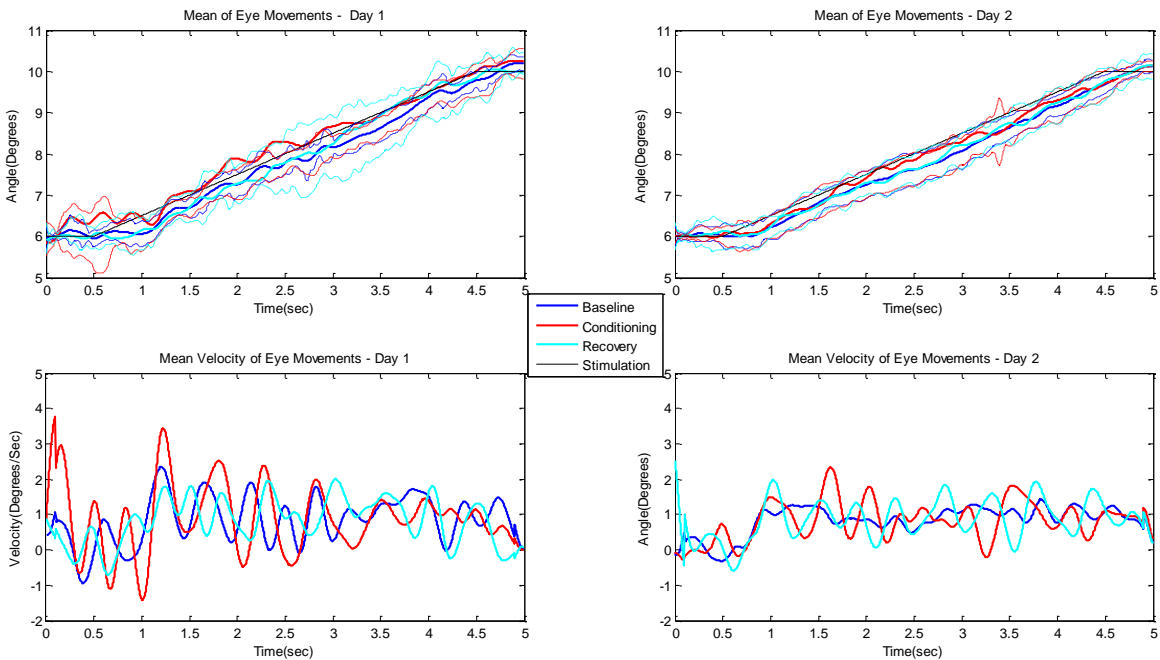 Mean of Eye Movements -  Day 1
11
10
9
8
7
6
5
Angle(Degrees)
0 0.5 1 1.5 2 2.5 3 3.5 4 4.5 5
Time(sec)
Mean of Eye Movements - Day 2
11
10
9
8
7
6
5
Angle(Degrees)
0 0.5 1 1.5 2 2.5 3 3.5 4 4.5 5
Time(sec)
Baseline
Conditioning
Recovery
Stimulation
Mean Velocity of Eye Movements - Day 1
5
4
3
2
1
0
-1
-2
Velocity(Degrees/Sec)
0 0.5 1 1.5 2 2.5 3 3.5 4 4.5 5
Time(sec)
Mean Velocity of Eye Movements - Day 2
5
4
3
2
1
0
-1
-2
Angle(Degrees)
0 0.5 1 1.5 2 2.5 3 3.5 4 4.5 5
Time(sec)